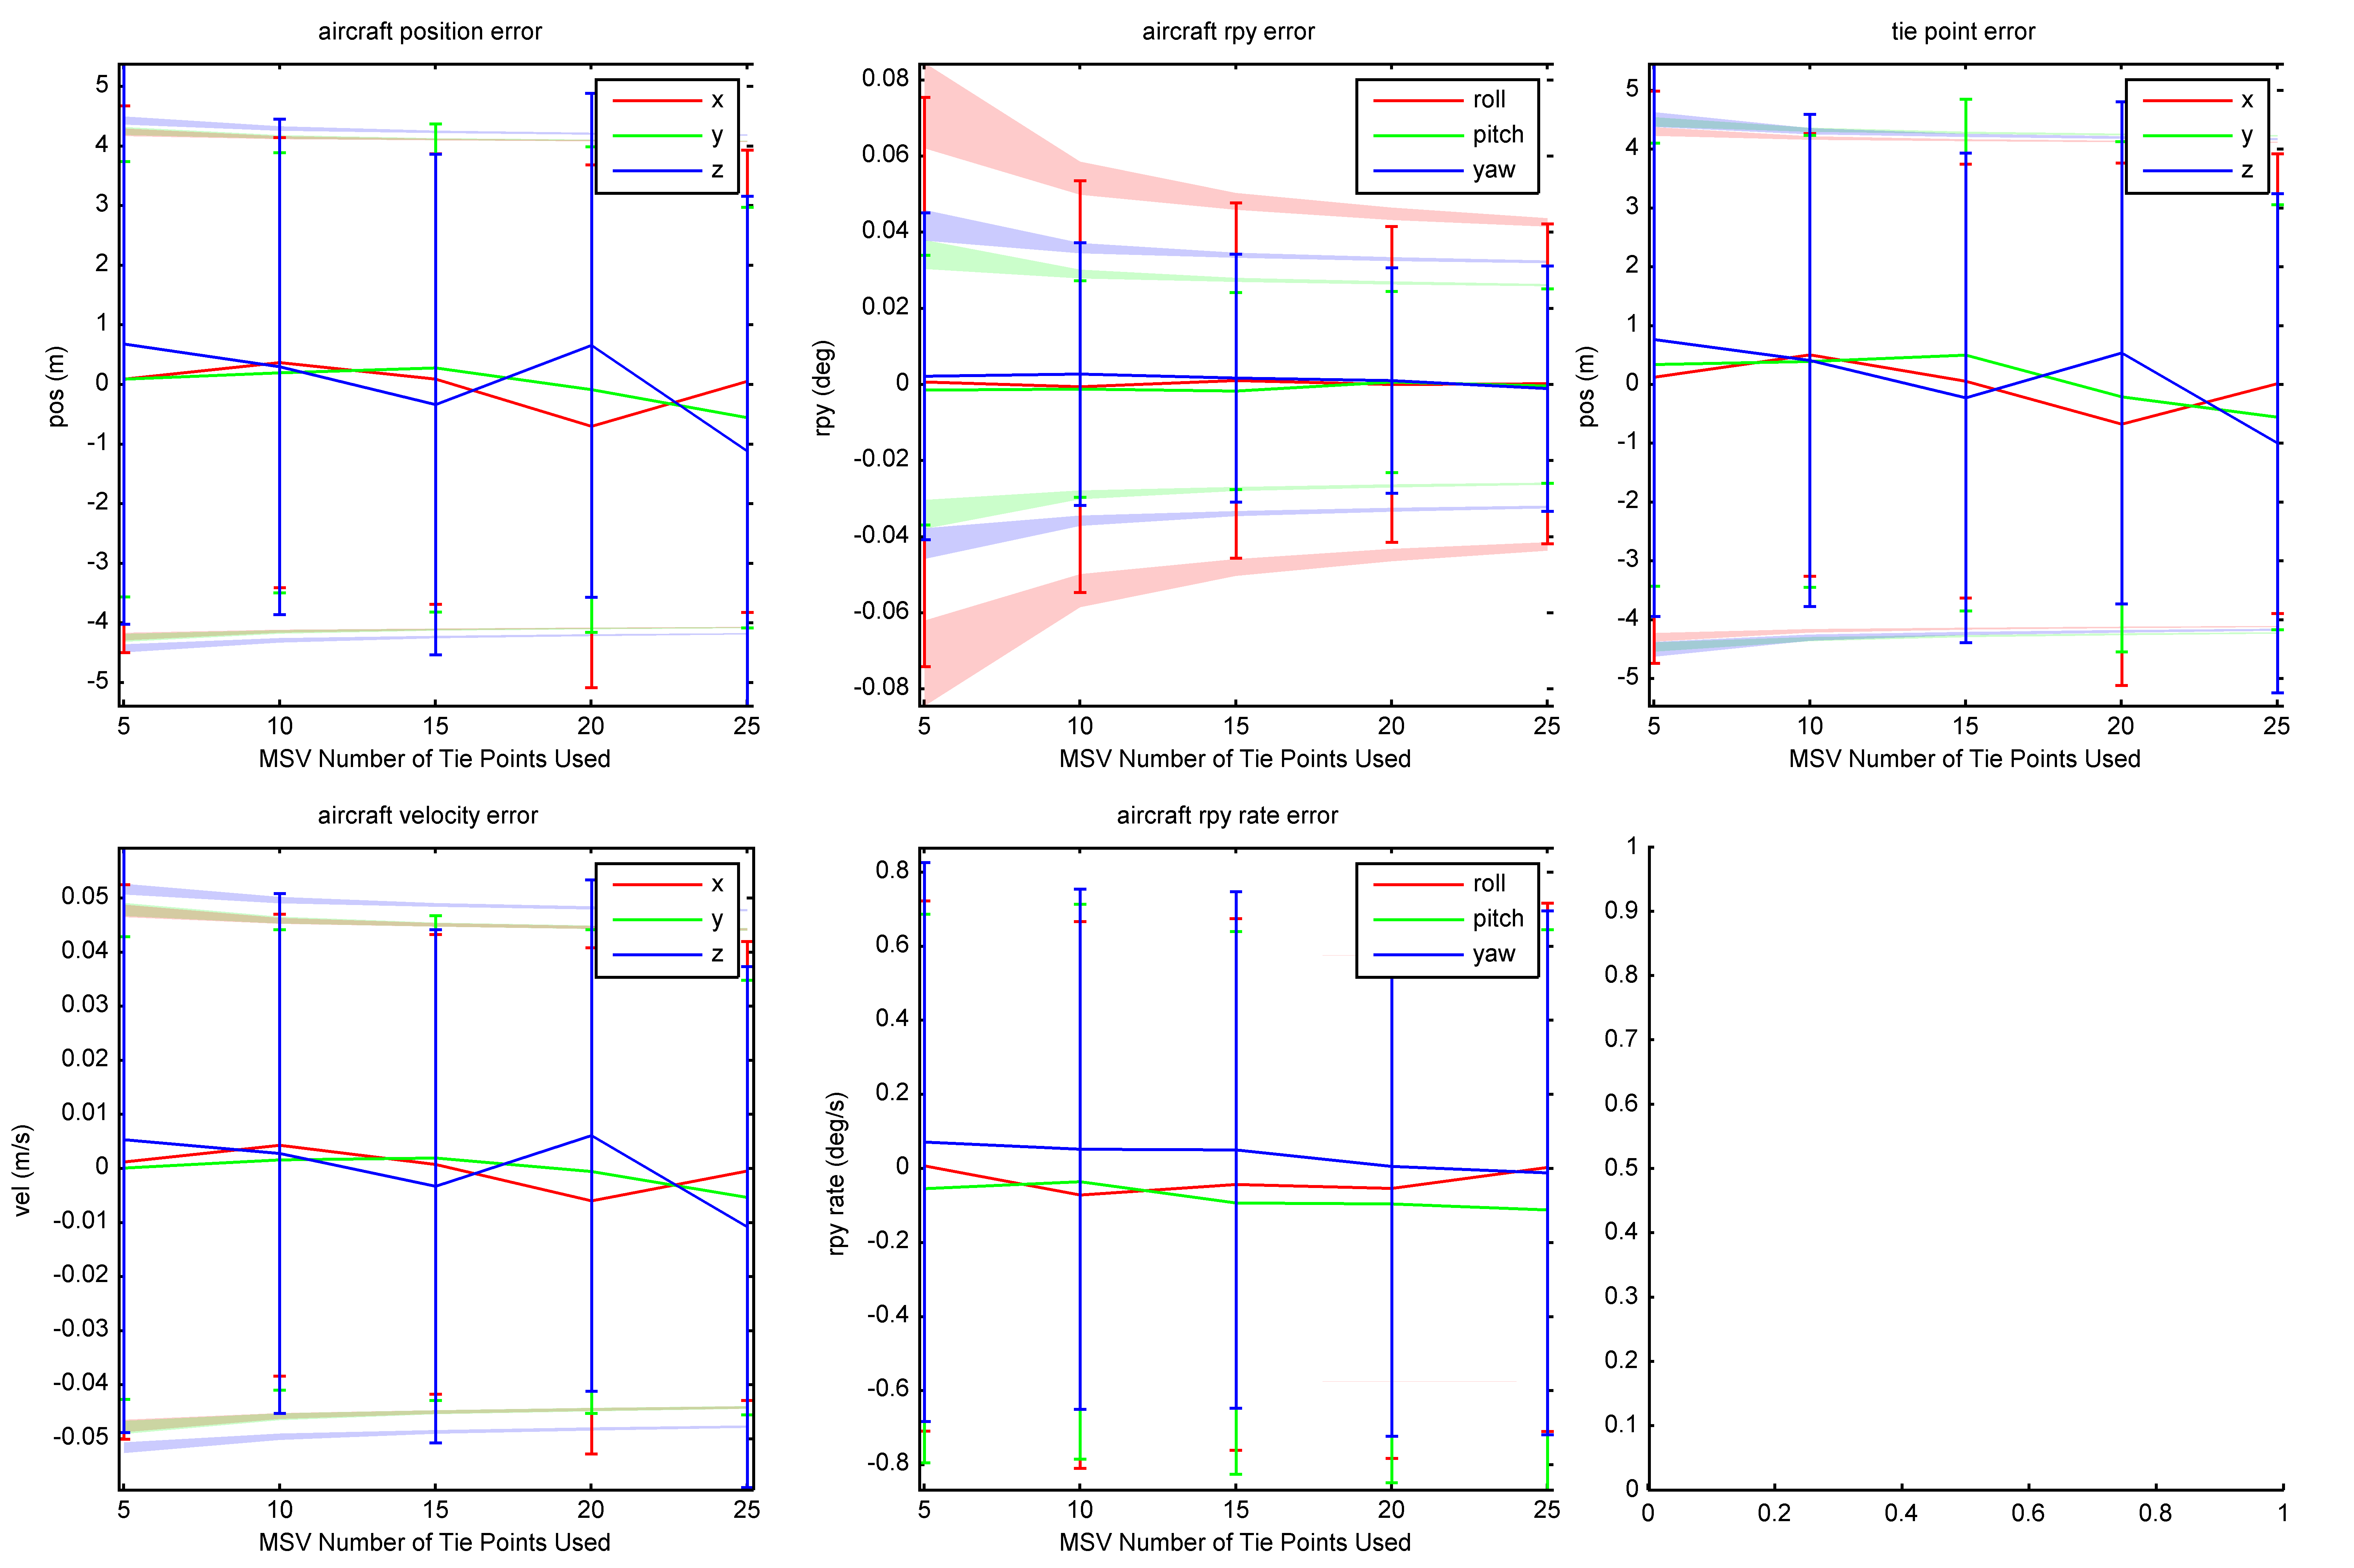 aircraft position error
5
4
3
2
1
0
-1
-2
-3
-4
-5
pos (m)
x
y
z
5 10 15 20 25
MSV Number of Tie Points Used
aircraft rpy error
0.08
0.06
0.04
0.02
0
-0.02
-0.04
-0.06
-0.08
rpy (deg)
roll
pitch
yaw
5 10 15 20 25
MSV Number of Tie Points Used
tie point error
5
4
3
2
1
0
-1
-2
-3
-4
-5
pos (m)
x
y
z
5 10 15 20 25
MSV Number of Tie Points Used
aircraft velocity error
0.05
0.04
0.03
0.02
0.01
0
-0.01
-0.02
-0.03
-0.04
-0.05
vel (m/s)
x
y
z
5 10 15 20 25
MSV Number of Tie Points Used
aircraft rpy rate error
0.8
0.6
0.4
0.2
0
-0.2
-0.4
-0.6
-0.8
rpy rate (deg/s)
roll
pitch
yaw
5 10 15 20 25
MSV Number of Tie Points Used
1
0.9
0.8
0.7
0.6
0.5
0.4
0.3
0.2
0.1
0
0 0.2 0.4 0.6 0.8 1